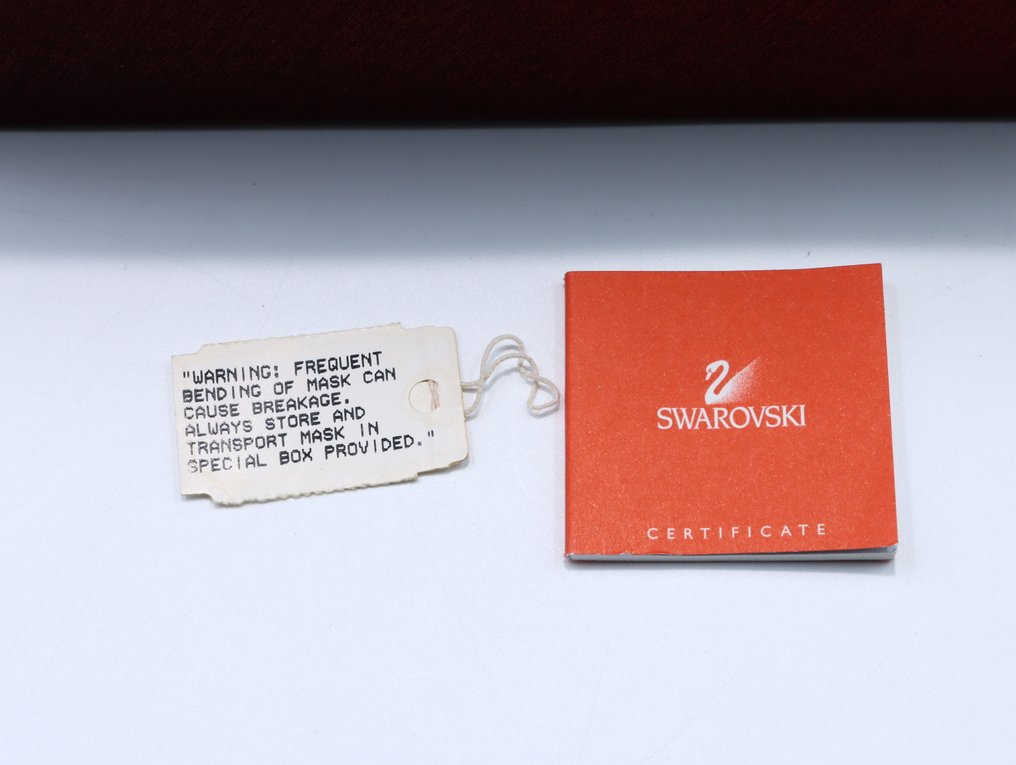 "WARNING: FREQUENT
BENDING OF MASK CAN
CAUSE BREAKAGE.
ALWAYS STORE AND
TRANSPORT MASK IN
SPECIAL BOX PROVIDED."
SWAROVSKI
CERTIFICATE